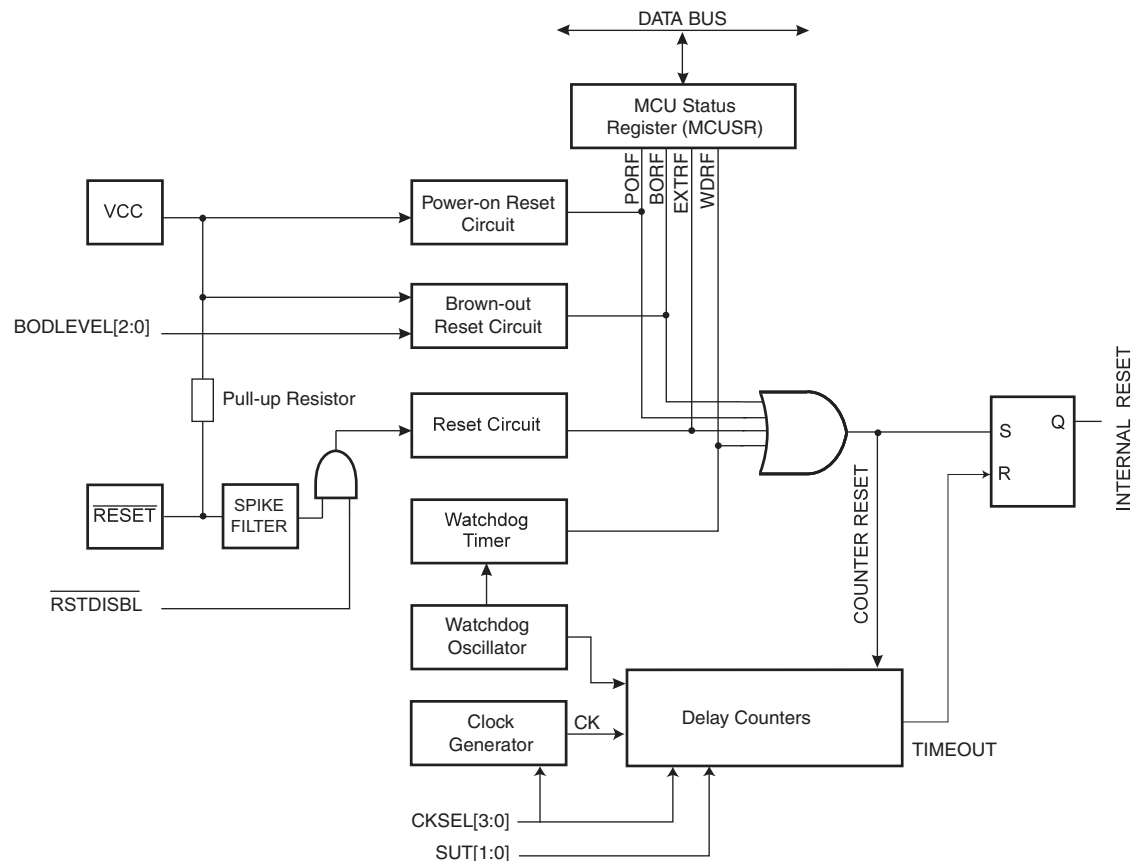 DATA BUS
MCU Status
Register (MCUSR)
PORF
BORF
EXTRF
WDRF
VCC
Power-on Reset
Circuit
Brown-out
Reset Circuit
BODLEVEL[2:0]
Pull-up Resistor
Reset Circuit
S
Q
R
INTERNAL RESET
RESET
SPIKE
FILTER
Watchdog
Timer
COUNTER RESET
RSTDISBL
Watchdog
Oscillator
Clock
Generator
CK
Delay Counters
TIMEOUT
CKSEL[3:0]
SUT[1:0]